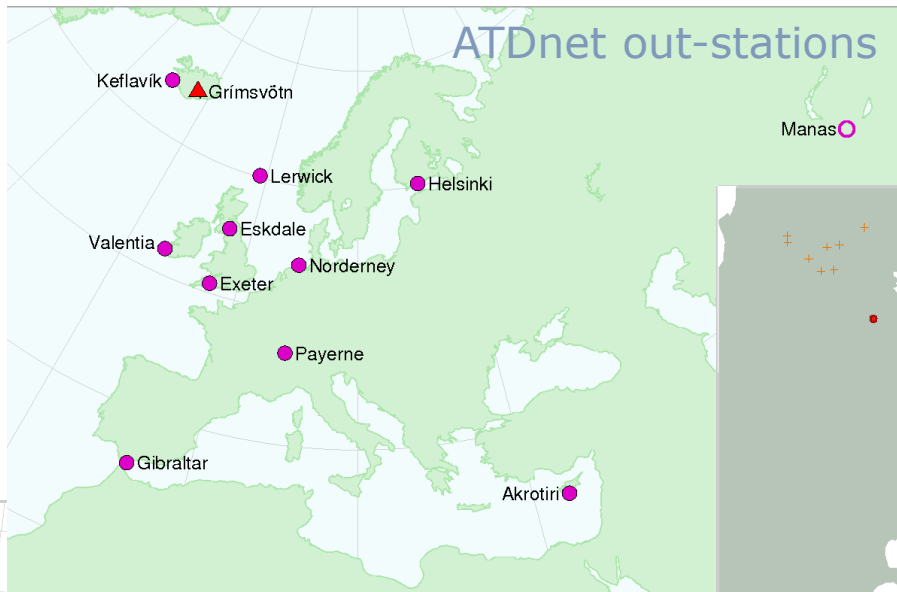 ATDnet out-stations
Keflavík
Grímsvötn
Manas
Lerwick
Helsinki
Eskdale
Valentia
Norderney
Exeter
Payerne
Gibraltar
Akrotiri